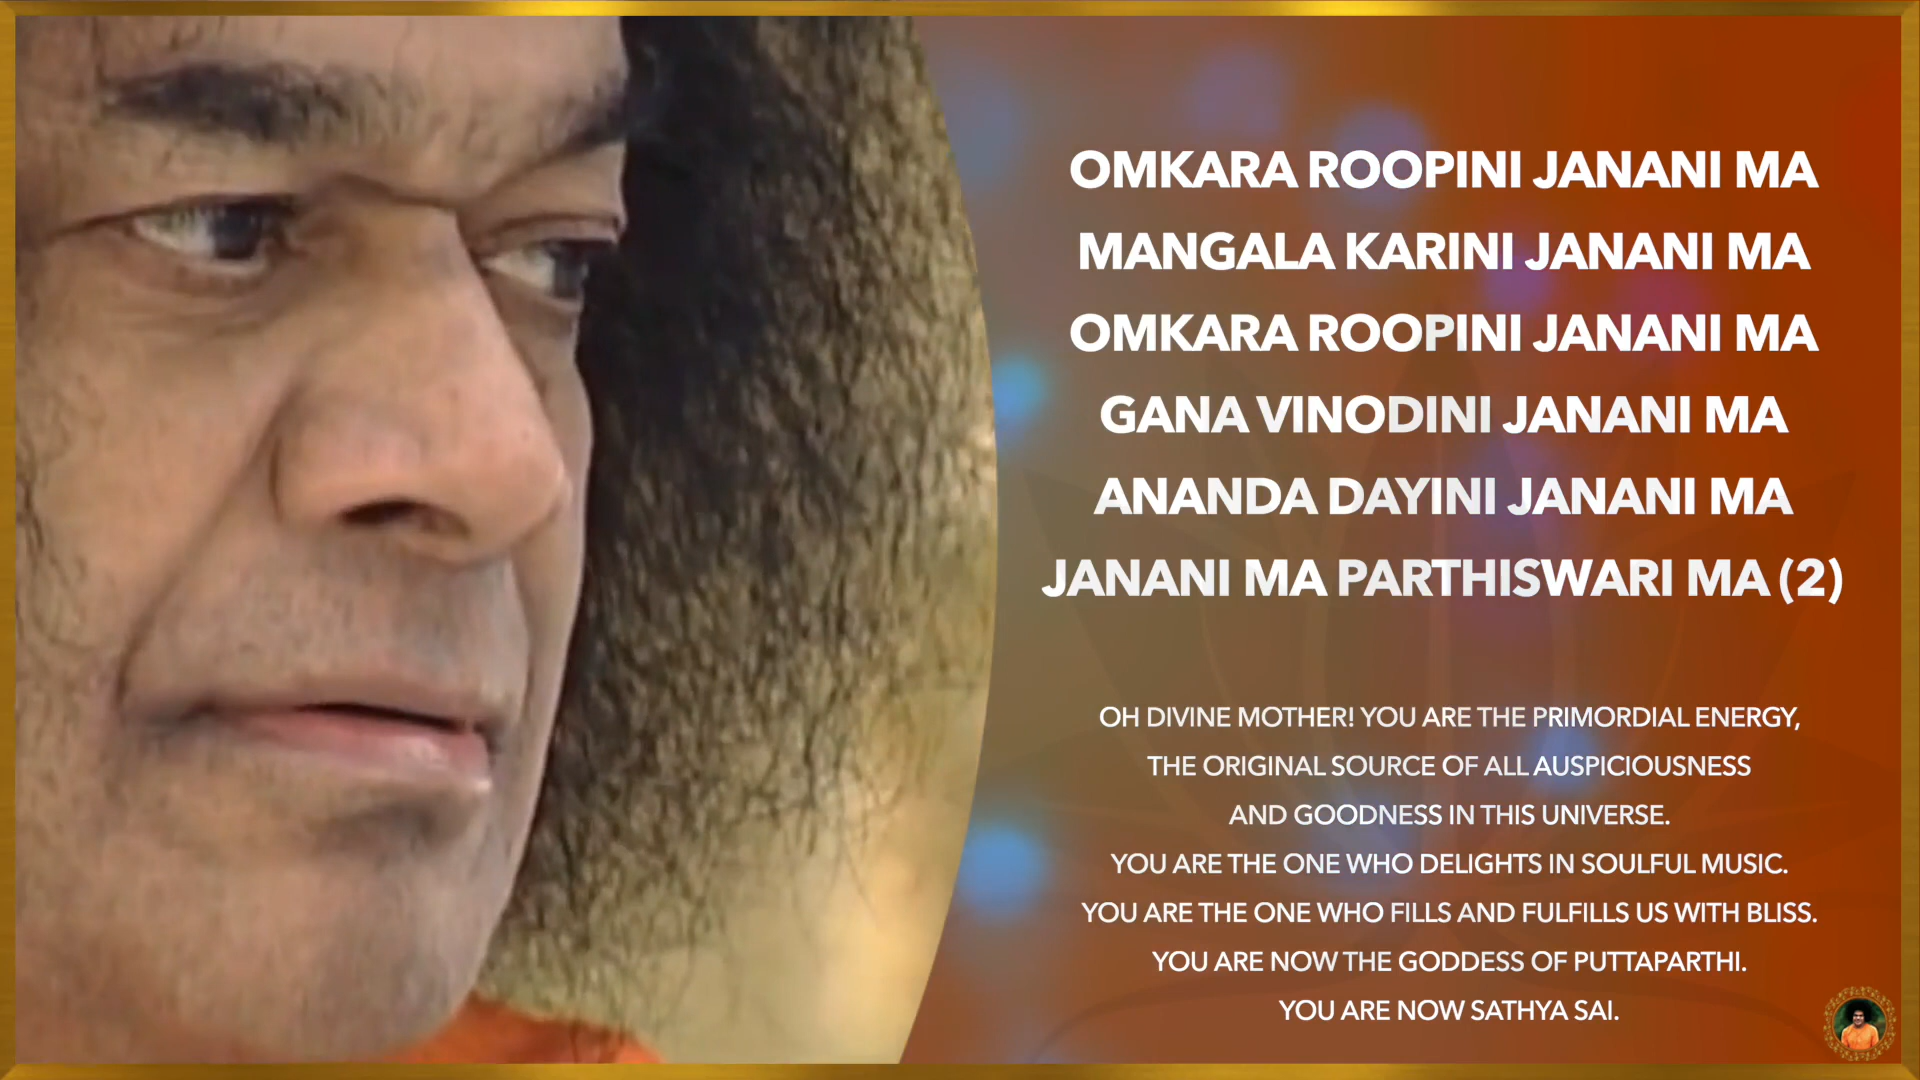 OMKARA ROOPINI JANANI MA
MANGALA KARINI JANANI MA
OMKARA ROOPINI JANANI MA
GANA VINODINI JANANI MA
ANANDA DAYINI JANANI MA
JANANI MA PARTHISWARI MA (2)
OH DIVINE MOTHER! YOU ARE THE PRIMORDIAL ENERGY,
THE ORIGINAL SOURCE OF ALL AUSPICIOUSNESS
AND GOODNESS IN THIS UNIVERSE.
YOU ARE THE ONE WHO DELIGHTS IN SOULFUL MUSIC.
YOU ARE THE ONE WHO FILLS AND FULFILLS US WITH BLISS.
YOU ARE NOW THE GODDESS OF PUTTAPARTHI.
YOU ARE NOW SATHYA SAI.